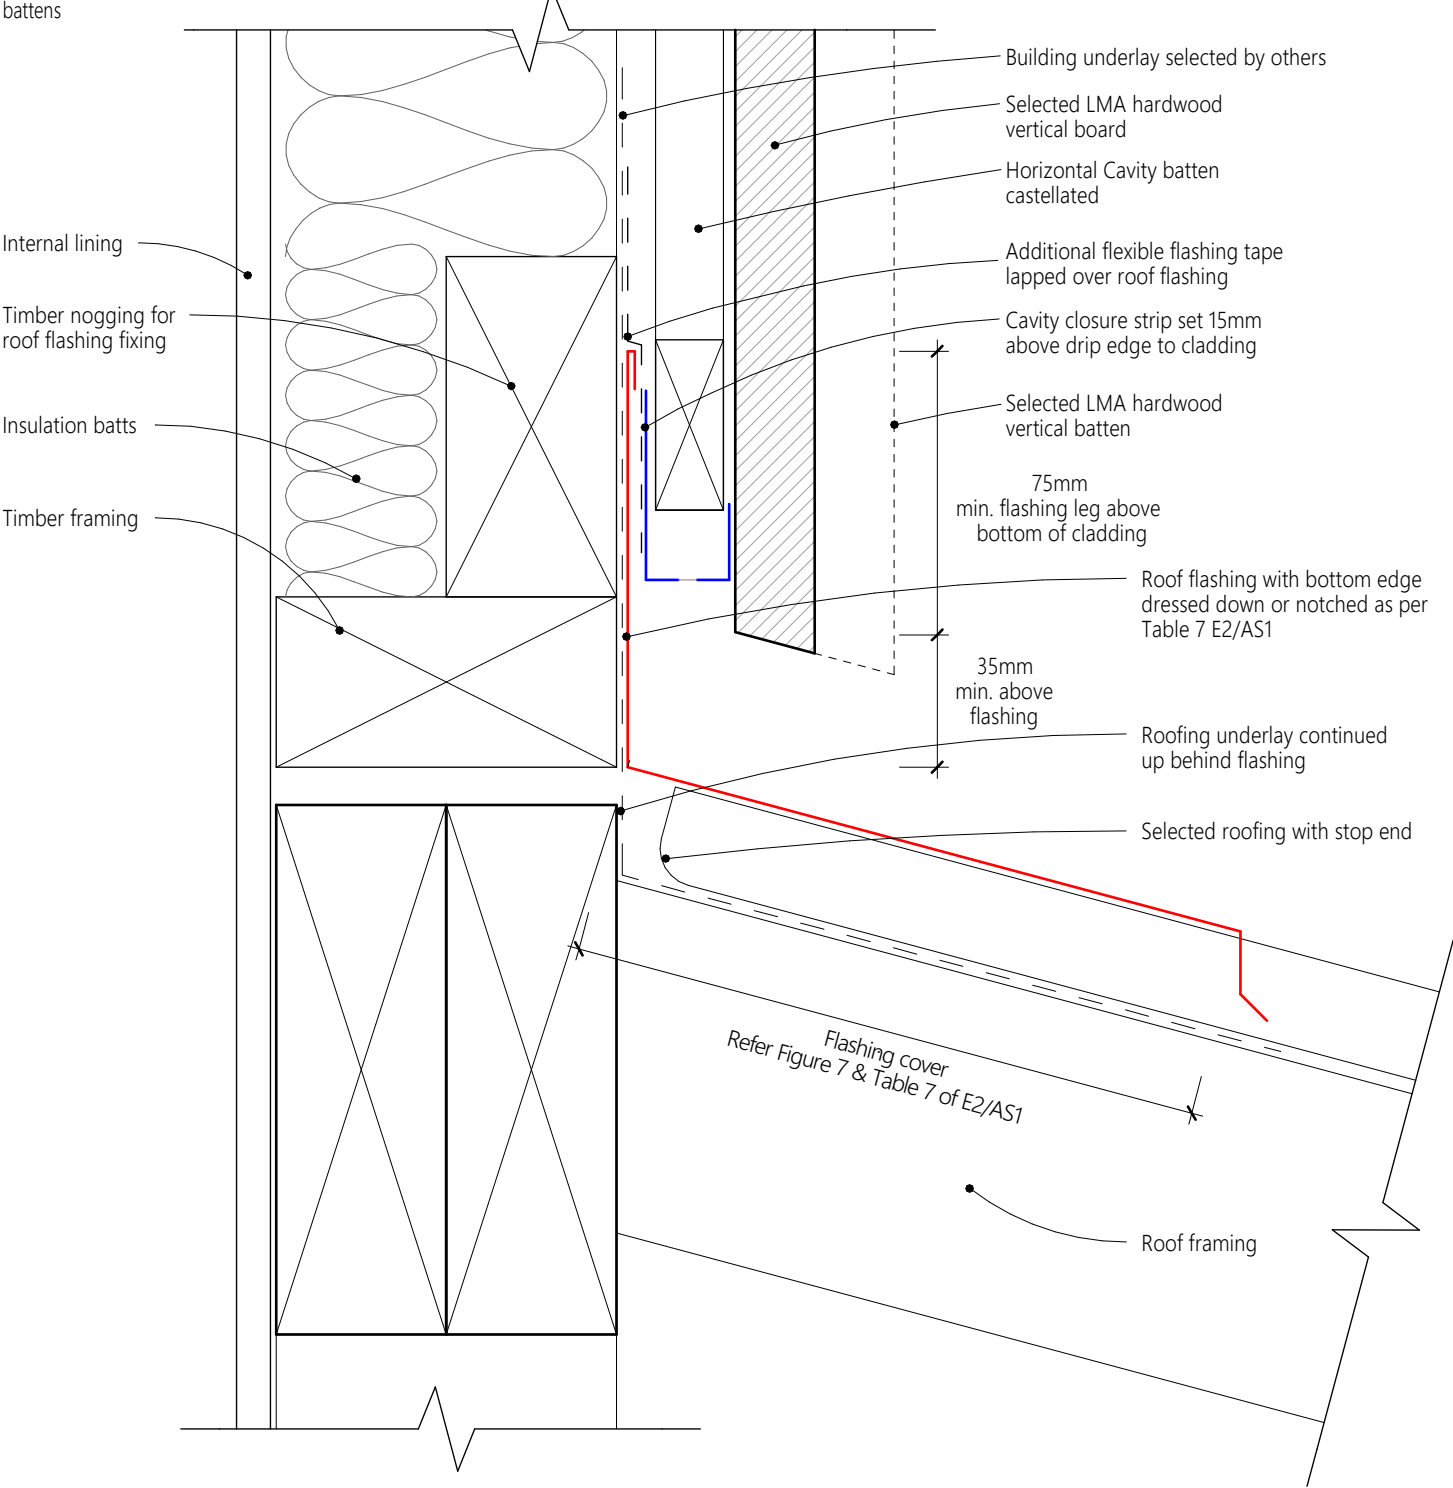 battens
Building underlay selected by others
Selected LMA hardwood
vertical board
Horizontal Cavity batten
castellated
Internal lining
Additional flexible flashing tape
lapped over roof flashing
Timber nogging for
roof flashing fixing
Cavity closure strip set 15mm
above drip edge to cladding
Insulation batts
Selected LMA hardwood
vertical batten
75mm
min. flashing leg above
bottom of cladding
Timber framing
Roof flashing with bottom edge
dressed down or notched as per
Table 7 E2/AS1
35mm
min. above
flashing
Roofing underlay continued
up behind flashing
Selected roofing with stop end
Flashing cover
Refer Figure 7 & Table 7 of E2/AS1
Roof framing